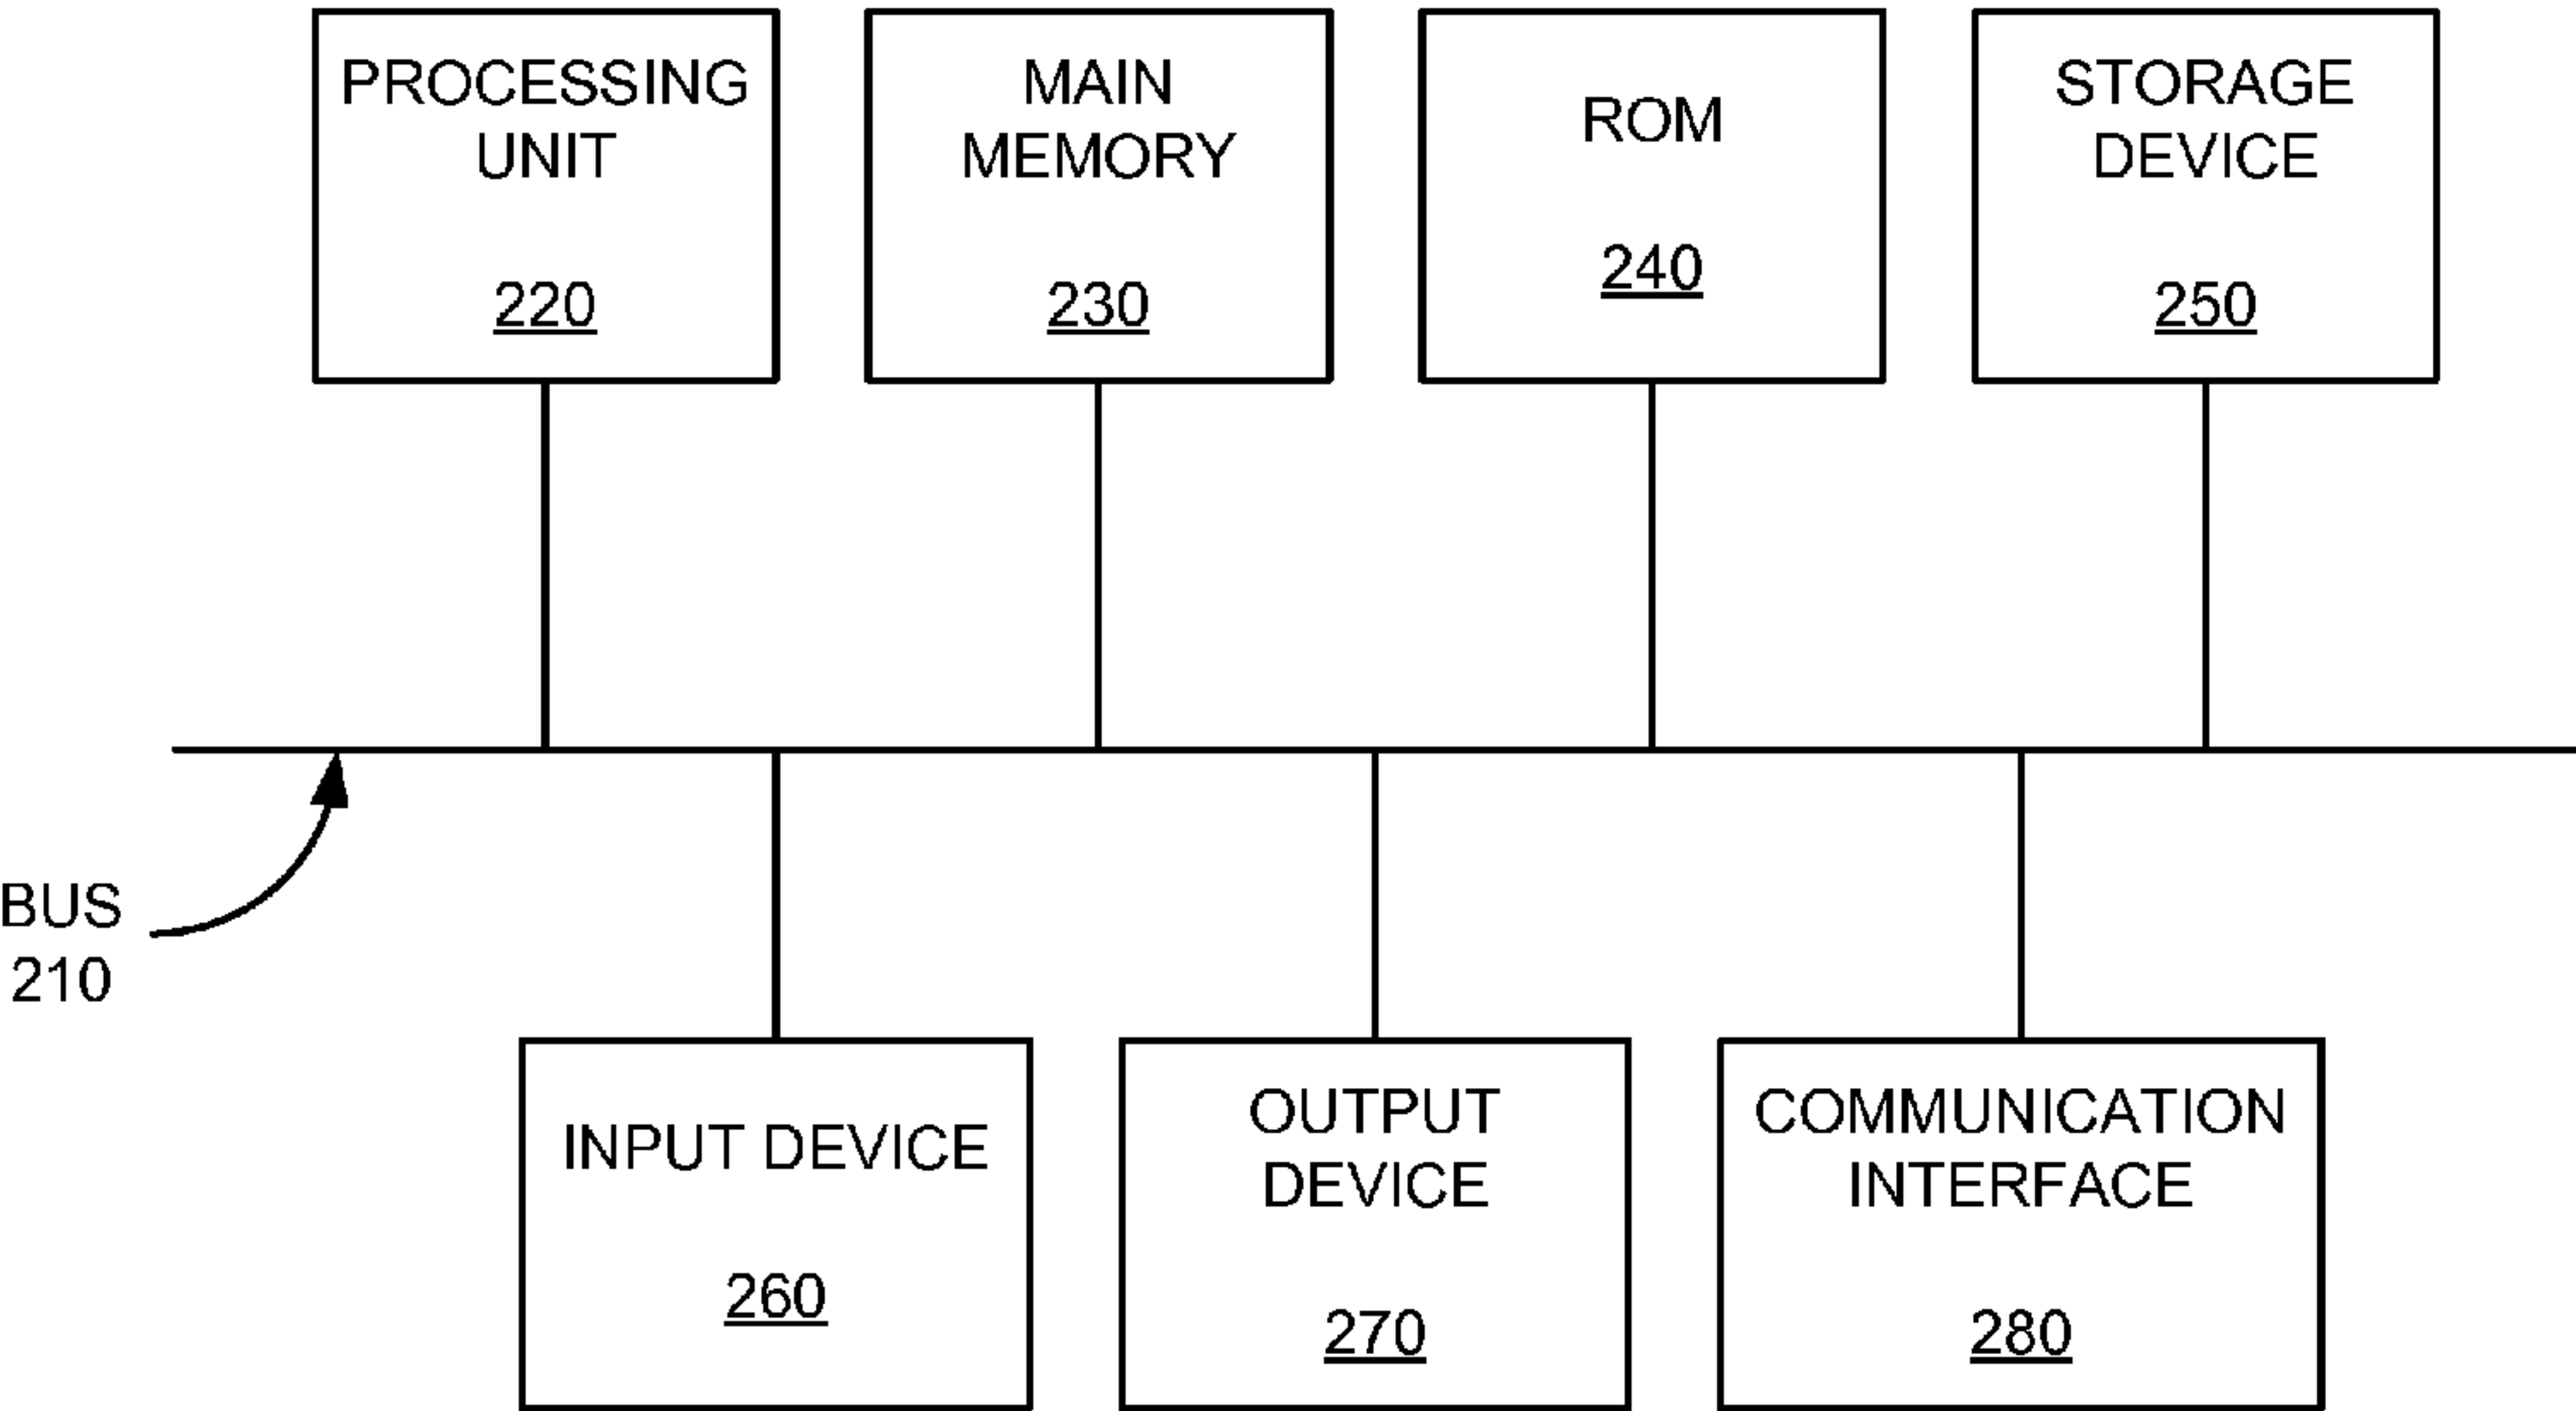 PROCESSING
UNIT
220
MAIN
MEMORY
230
ROM
240
STORAGE
DEVICE
250
BUS
210
INPUT DEVICE
260
OUTPUT
DEVICE
270
COMMUNICATION
INTERFACE
280